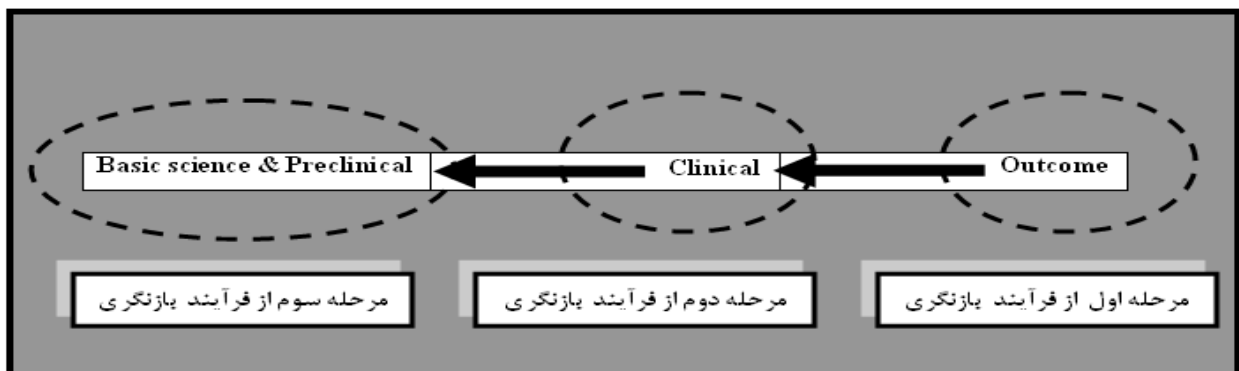 Basic science & Preclinical
Clinical
Outcome
مرحله اول از فرآیند بازنگری
مرحله دوم از فرآیند بازنگری
مرحله سوم از فرآیند بازنگری